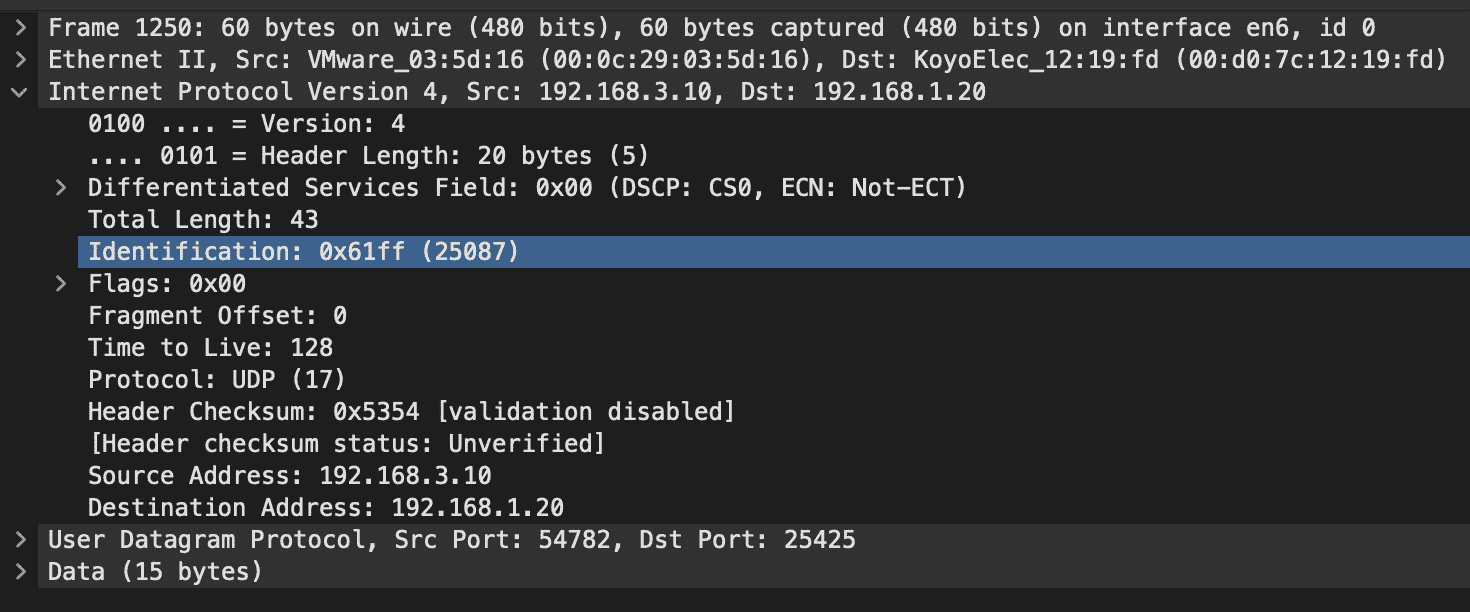 Frame 1250: 60 bytes on wire (480 bits), 60 bytes captured (480 bits) on interface en6, id 0
Ethernet II, Src: VMware_03:5d:16 (00:0c:29:03:5d:16), Dst: KoyoElec_12:19:fd (00:d0:7c:12:19:fd)
Internet Protocol Version 4, Src: 192.168.3.10, Dst: 192.168.1.20
0100 .... = Version: 4
.... 0101 = Header Length: 20 bytes (5)
Differentiated Services Field: 0x00 (DSCP: CS0, ECN: Not-ECT)
Total Length: 43
Identification: 0x61ff (25087)
Flags: 0x00
Fragment Offset: 0
Time to Live: 128
Protocol: UDP (17)
Header Checksum: 0x5354 [validation disabled]
[Header checksum status: Unverified]
Source Address: 192.168.3.10
Destination Address: 192.168.1.20
User Datagram Protocol, Src Port: 54782, Dst Port: 25425
Data (15 bytes)